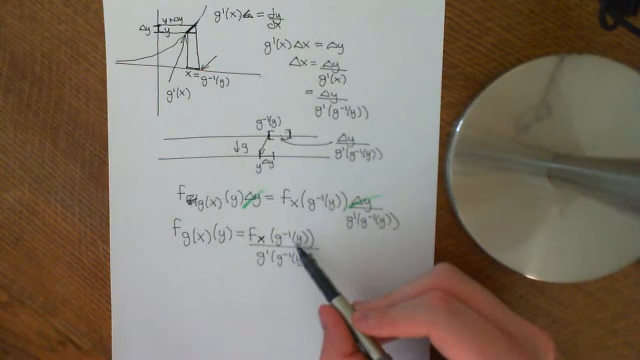 g'(x) = dy/dx
y+Δy
Δy
y
x = g⁻¹(y)
g'(x)
g'(x)Δx = Δy
Δx = Δy/g'(x)
= Δy/g'(g⁻¹(y))
g⁻¹(y)
↓g
Δy/g'(g⁻¹(y))
y Δy
f_g(x)(y)Δy = f_x(g⁻¹(y)) Δy/g'(g⁻¹(y))
f_g(x)(y) = f_x(g⁻¹(y))/g'(g⁻¹(y))